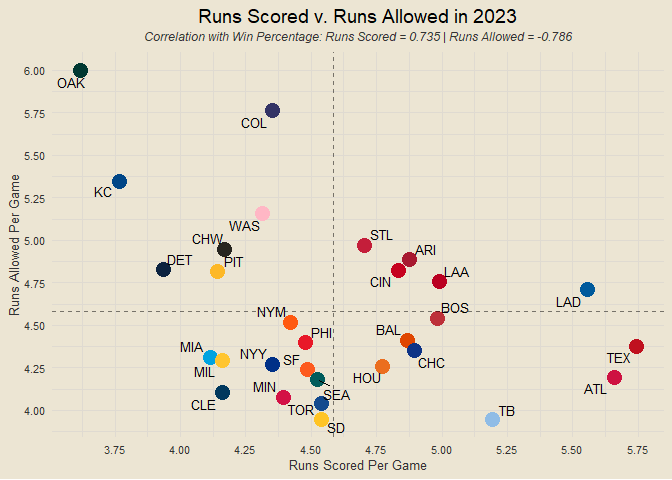 Runs Scored v. Runs Allowed in 2023
Correlation with Win Percentage: Runs Scored = 0.735 | Runs Allowed = -0.786
6.00
OAK
5.75
COL
5.50
KC
5.25
WAS
5.00
CHW
STL
ARI
DET
PIT
CIN
LAA
4.75
LAD
BOS
NYM
4.50
PHI
BAL
MIA
NYY
SF
CHC
TEX
MIL
4.25
HOU
MIN
SEA
ATL
CLE
TOR
TB
4.00
SD
3.75
4.00
4.25
4.50
4.75
5.00
5.25
5.50
5.75
Runs Scored Per Game
Runs Allowed Per Game